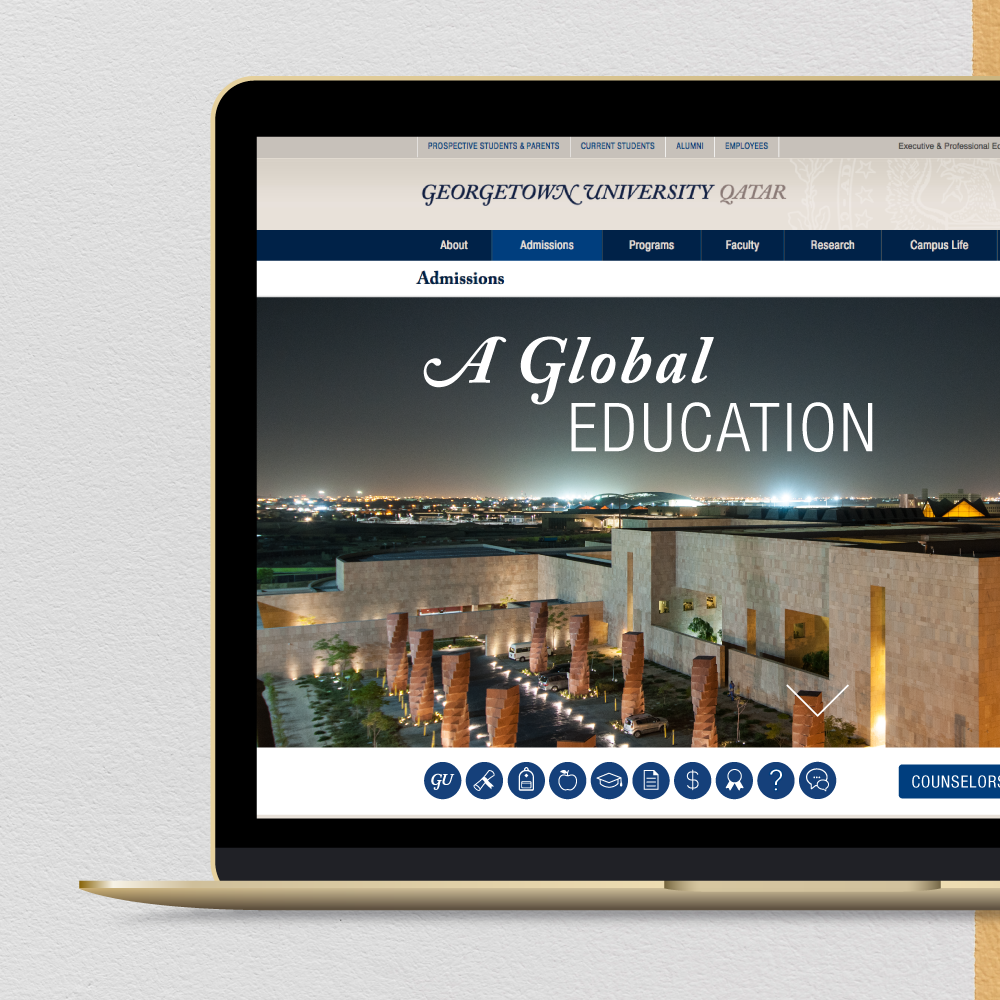 PROSPECTIVE STUDENTS & PARENTS CURRENT STUDENTS ALUMNI EMPLOYEES Executive & Professional
GEORGETOWN UNIVERSITY QATAR
About Admissions Programs Faculty Research Campus Life
Admissions
A Global
EDUCATION
GU $ ?
COUNSELORS